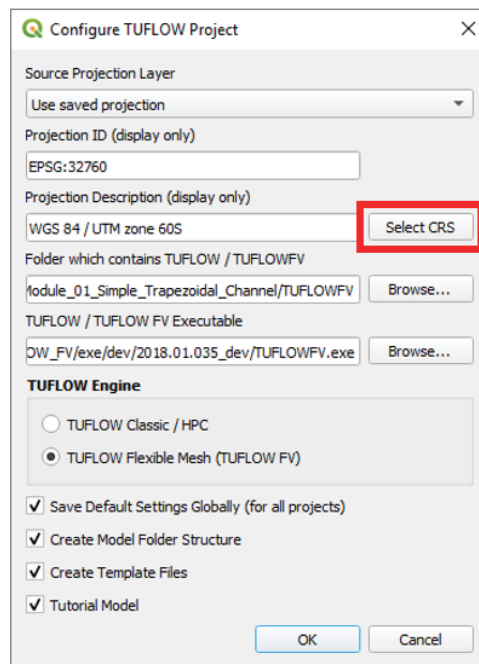 Configure TUFLOW Project
Source Projection Layer
Use saved projection
Projection ID (display only)
EPSG:32760
Projection Description (display only)
WGS 84 / UTM zone 60S
Select CRS
Folder which contains TUFLOW / TUFLOWFV
Module_01_Simple_Trapezoidal_Channel/TUFLOWFV
Browse...
TUFLOW / TUFLOW FV Executable
OW_FV/exe/dev/2018.01.035_dev/TUFLOWFV.exe
Browse...
TUFLOW Engine
TUFLOW Classic / HPC
TUFLOW Flexible Mesh (TUFLOW FV)
Save Default Settings Globally (for all projects)
Create Model Folder Structure
Create Template Files
Tutorial Model
OK
Cancel